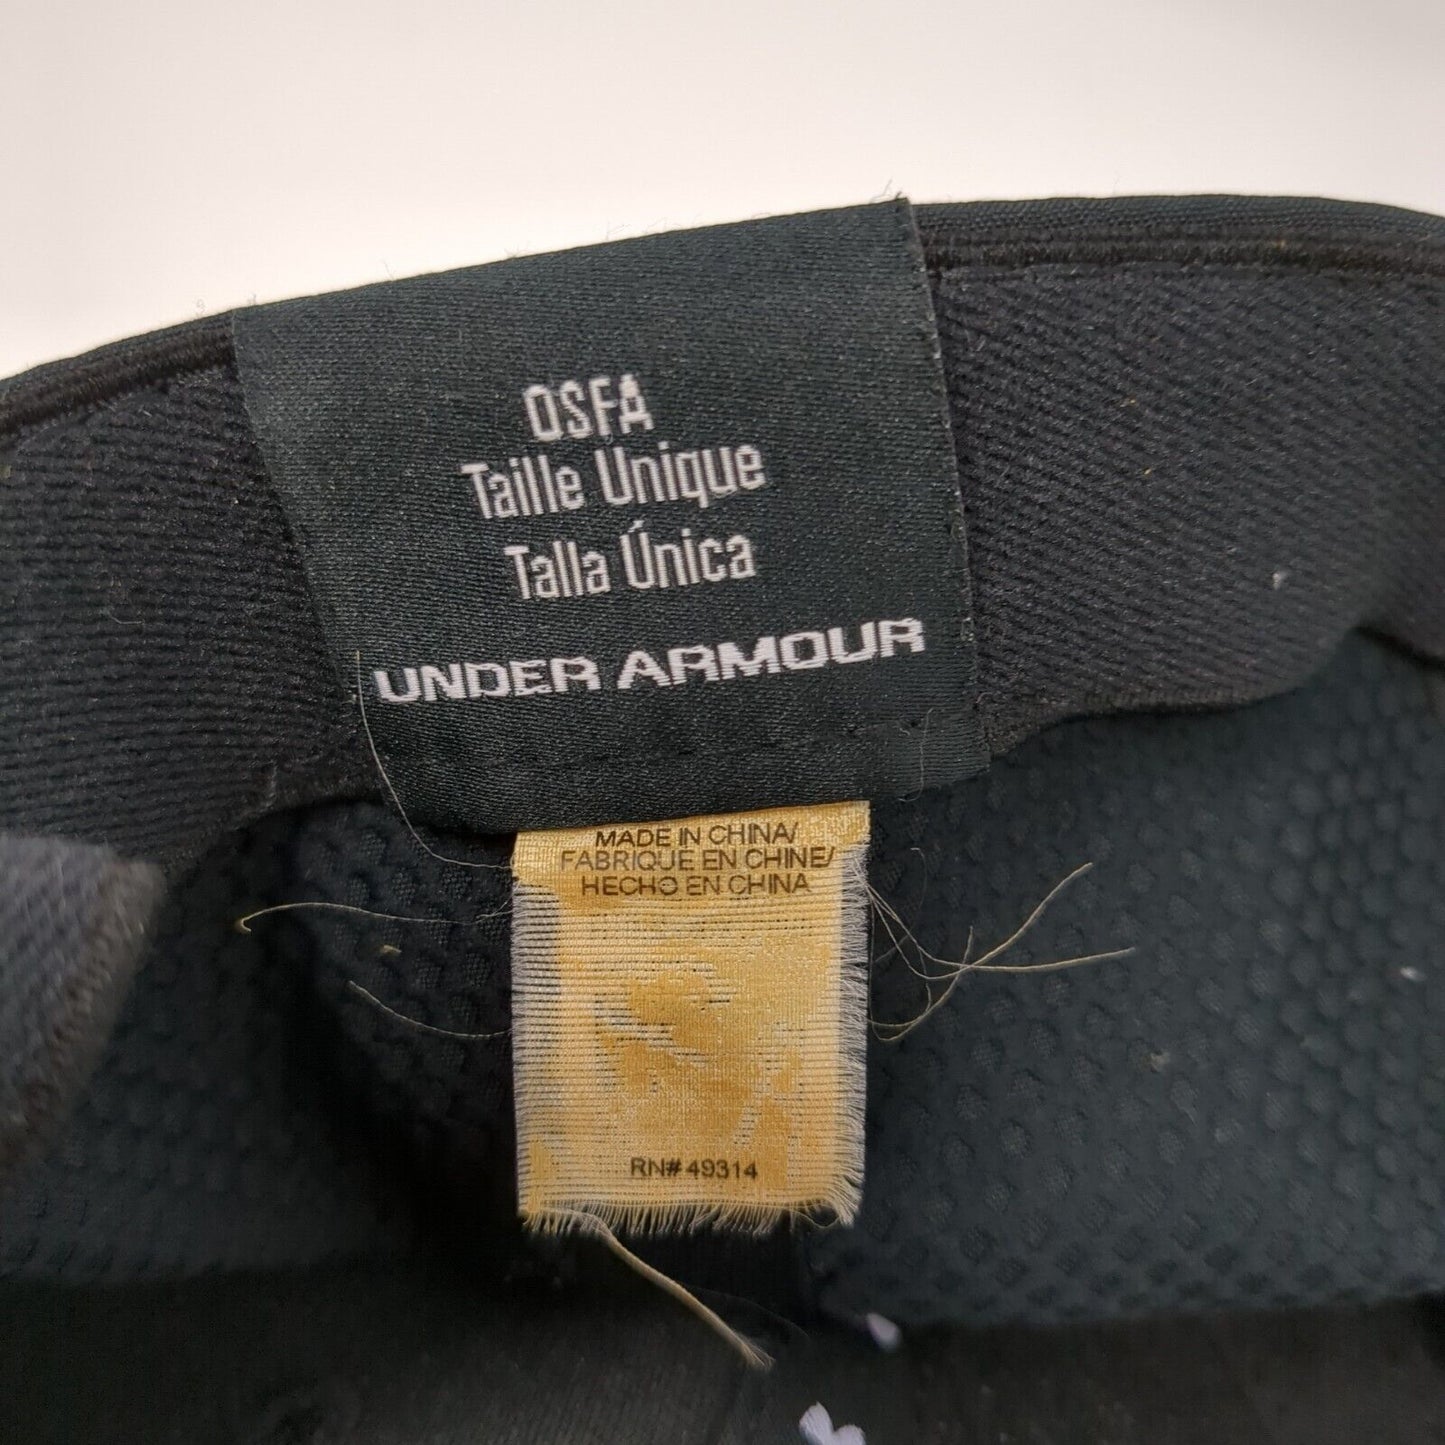 OSFA
Taille Unique
Talla Única
UNDER ARMOUR
MADE IN CHINA/
FABRIQUE EN CHINE/
HECHO EN CHINA
RN# 49314